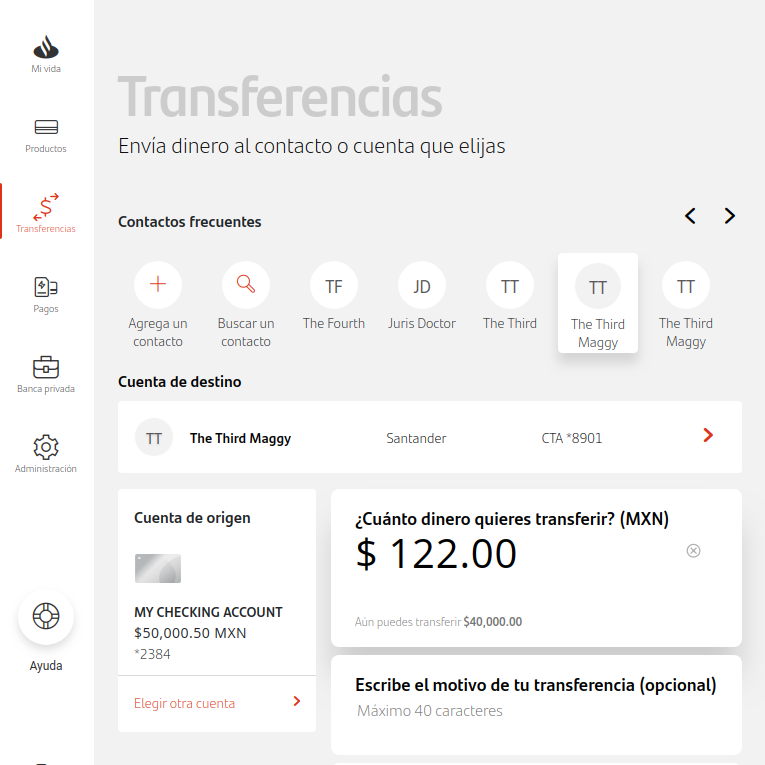 Mi vida
Productos
Transferencias
Pagos
Banca privada
Administración
Ayuda
Transferencias
Envía dinero al contacto o cuenta que elijas
Contactos frecuentes
Agrega un
contacto
Buscar un
contacto
TF
The Fourth
JD
Juris Doctor
TT
The Third
TT
The Third
Maggy
TT
The Third
Maggy
Cuenta de destino
TT The Third Maggy Santander CTA *8901
Cuenta de origen
MY CHECKING ACCOUNT
$50,000.50 MXN
*2384
Elegir otra cuenta
¿Cuánto dinero quieres transferir? (MXN)
$ 122.00
Aún puedes transferir $40,000.00
Escribe el motivo de tu transferencia (opcional)
Máximo 40 caracteres